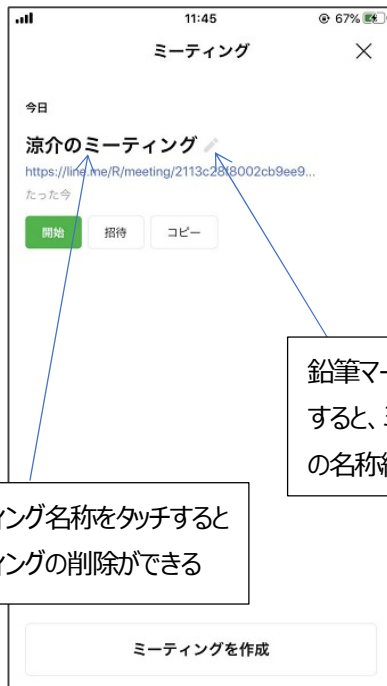 11:45
67%
ミーティング
今日
涼介のミーティング
https://line.me/R/meeting/2113c28f8002cb9ee9...
たった今
開始 招待 コピー
鉛筆マー
すると、
の名称
ィング名称をタッチすると
ィングの削除ができる
ミーティングを作成